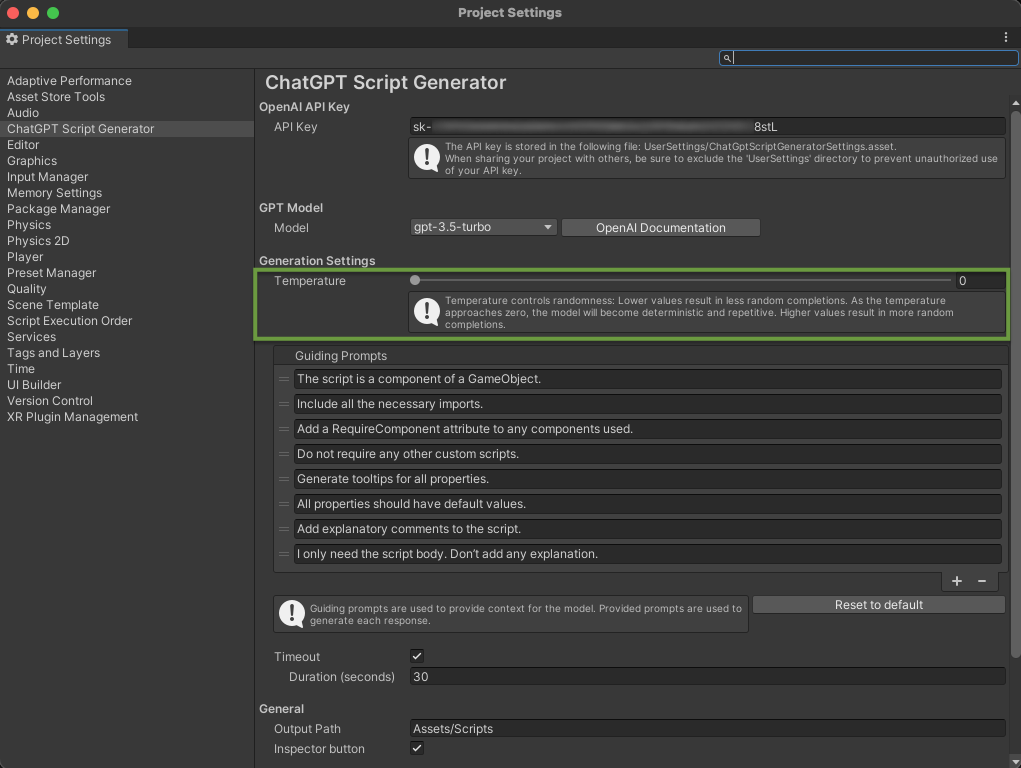 Project Settings
Project Settings
Adaptive Performance
Asset Store Tools
Audio
ChatGPT Script Generator
Editor
Graphics
Input Manager
Memory Settings
Package Manager
Physics
Physics 2D
Player
Preset Manager
Quality
Scene Template
Script Execution Order
Services
Tags and Layers
Time
UI Builder
Version Control
XR Plugin Management
ChatGPT Script Generator
OpenAI API Key
API Key
sk- 8stL
The API key is stored in the following file: UserSettings/ChatGptScriptGeneratorSettings.asset.
When sharing your project with others, be sure to exclude the 'UserSettings' directory to prevent unauthorized use
of your API key.
GPT Model
Model gpt-3.5-turbo OpenAI Documentation
Generation Settings
Temperature 0
Temperature controls randomness: Lower values result in less random completions. As the temperature
approaches zero, the model will become deterministic and repetitive. Higher values result in more random
completions.
Guiding Prompts
The script is a component of a GameObject.
Include all the necessary imports.
Add a RequireComponent attribute to any components used.
Do not require any other custom scripts.
Generate tooltips for all properties.
All properties should have default values.
Add explanatory comments to the script.
I only need the script body. Don't add any explanation.
+ −
Guiding prompts are used to provide context for the model. Provided prompts are used to
generate each response.
Reset to default
Timeout
Duration (seconds) 30
General
Output Path Assets/Scripts
Inspector button